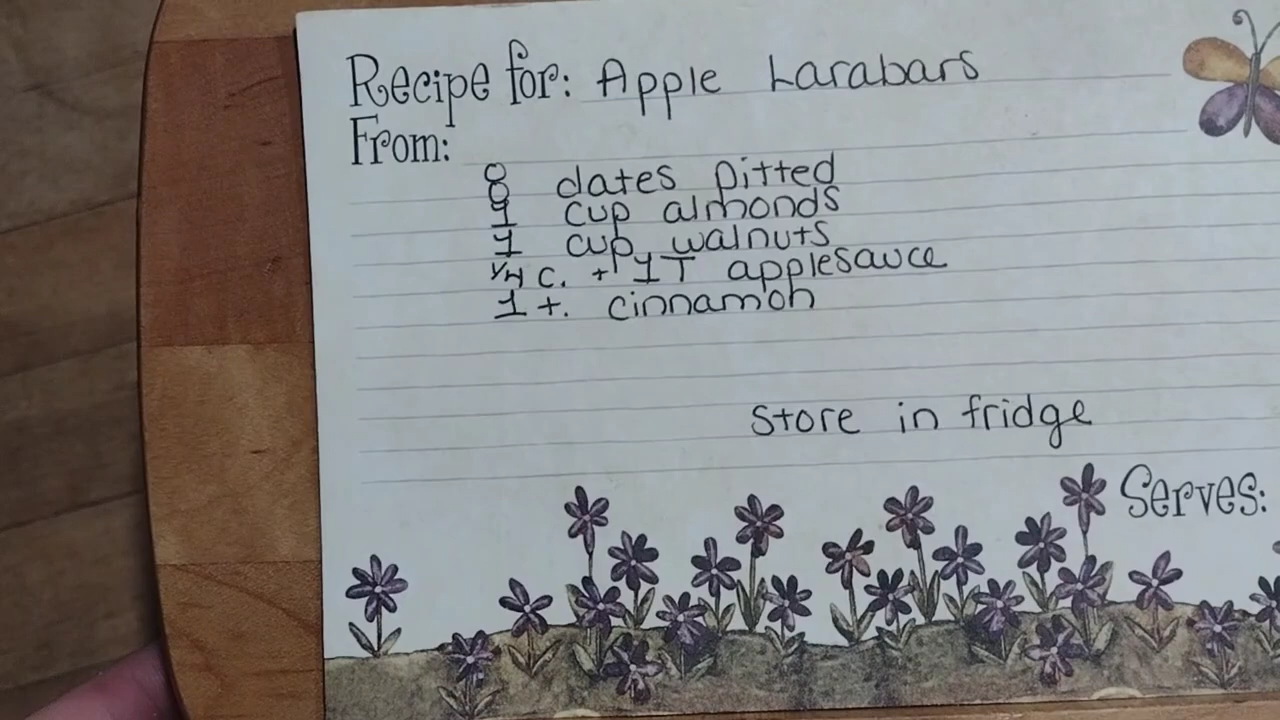 Recipe for: Apple Larabars
From:
8 dates pitted
1 cup almonds
1 cup walnuts
1/4 c. + 1T applesauce
1 t. cinnamon
Store in fridge
Serves: